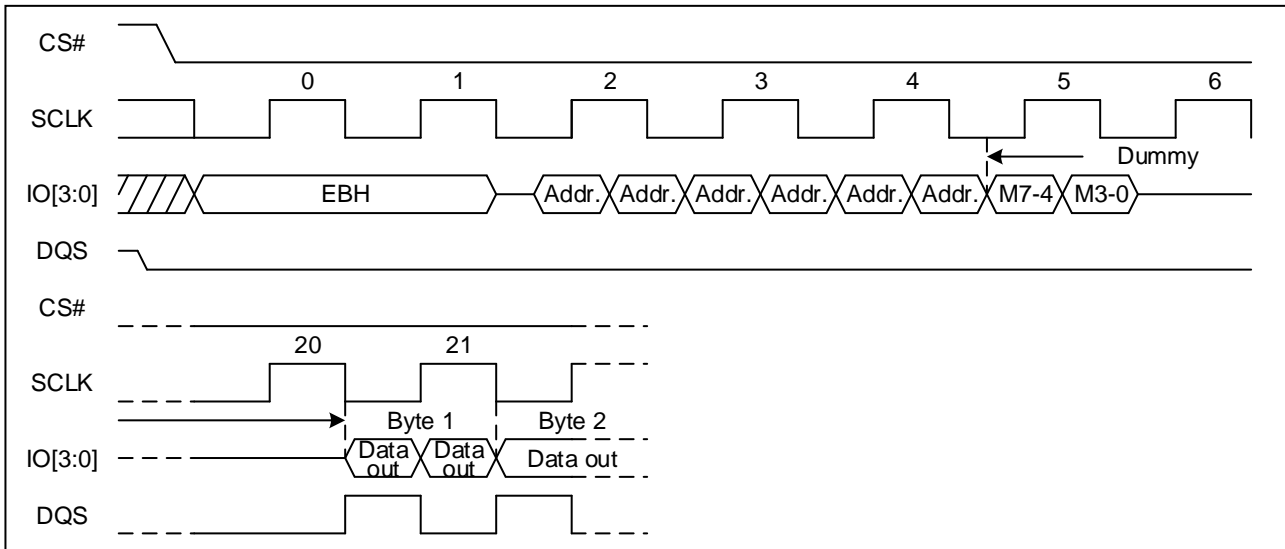 CS#
0 1 2 3 4 5 6
SCLK
Dummy
IO[3:0] EBH Addr. Addr. Addr. Addr. Addr. Addr. M7-4 M3-0
DQS
CS#
20 21
SCLK
Byte 1 Byte 2
IO[3:0] Data out Data out Data out
DQS